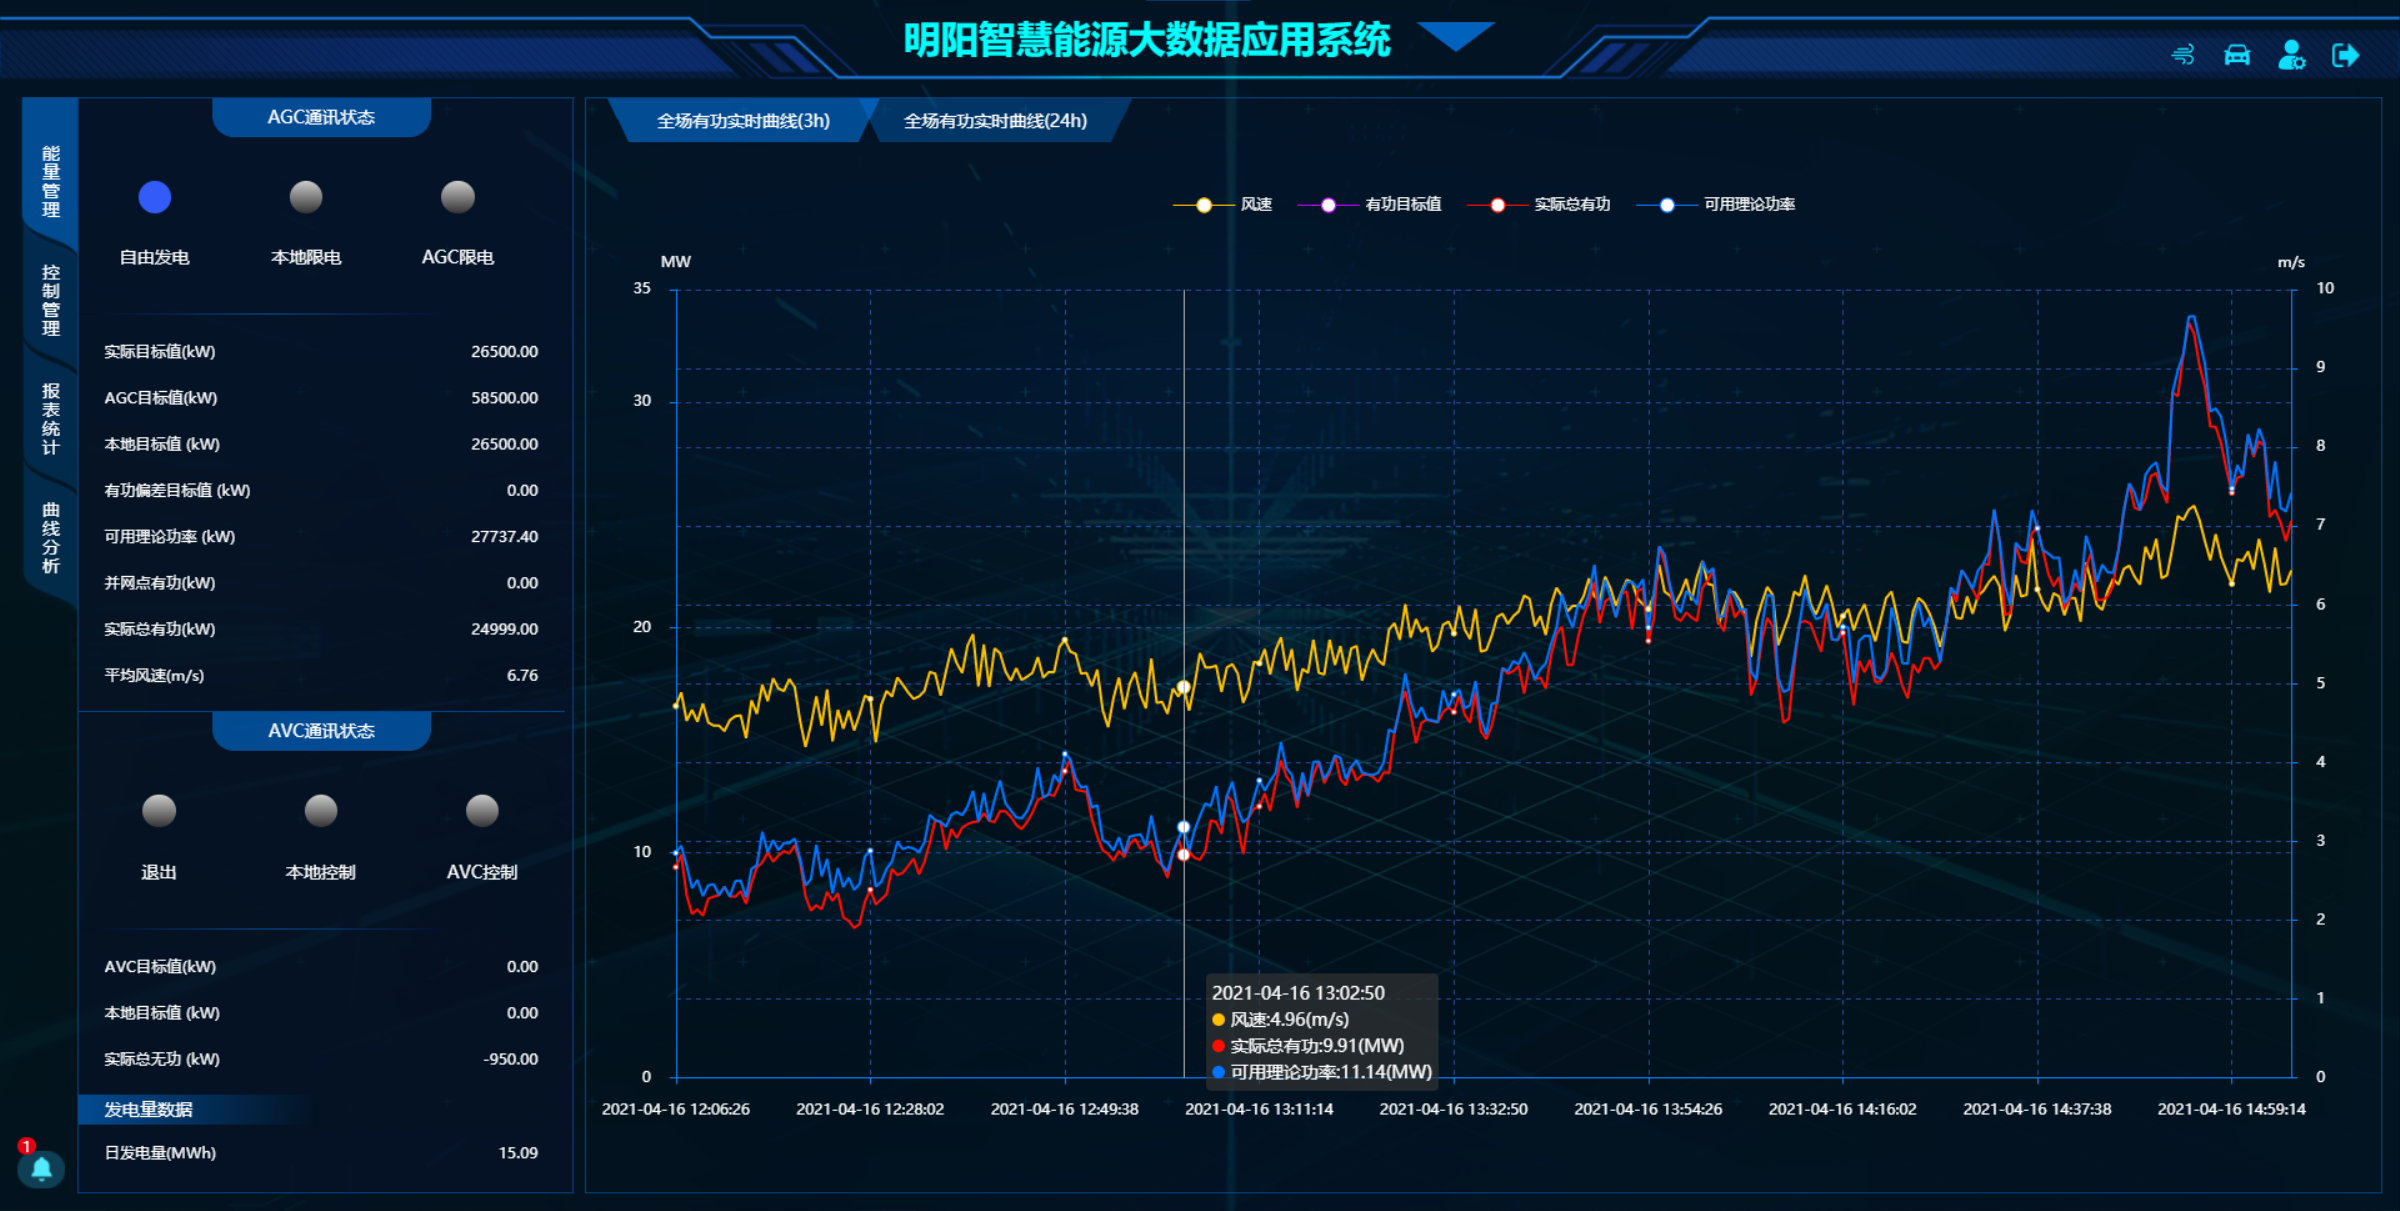 明阳智慧能源大数据应用系统
能量管理
控制管理
报表统计
曲线分析
1
AGC通讯状态
自由发电 本地限电 AGC限电
实际目标值(kW) 26500.00
AGC目标值(kW) 58500.00
本地目标值 (kW) 26500.00
有功偏差目标值 (kW) 0.00
可用理论功率 (kW) 27737.40
并网点有功(kW) 0.00
实际总有功(kW) 24999.00
平均风速(m/s) 6.76
AVC通讯状态
退出 本地控制 AVC控制
AVC目标值(kW) 0.00
本地目标值 (kW) 0.00
实际总无功 (kW) -950.00
发电量数据
日发电量(MWh) 15.09
全场有功实时曲线(3h) 全场有功实时曲线(24h)
风速 有功目标值 实际总有功 可用理论功率
MW
35
30
20
10
0
m/s
10
9
8
7
6
5
4
3
2
1
0
2021-04-16 13:02:50
风速:4.96(m/s)
实际总有功:9.91(MW)
可用理论功率:11.14(MW)
2021-04-16 12:06:26 2021-04-16 12:28:02 2021-04-16 12:49:38 2021-04-16 13:11:14 2021-04-16 13:32:50 2021-04-16 13:54:26 2021-04-16 14:16:02 2021-04-16 14:37:38 2021-04-16 14:59:14